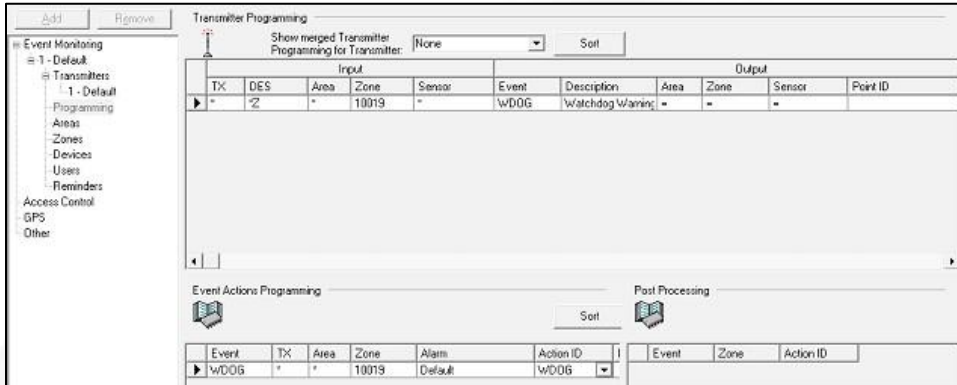 Add Remove
Event Monitoring
1 - Default
Transmitters
1 - Default
Programming
Areas
Zones
Devices
Users
Reminders
Access Control
GPS
Other
Transmitter Programming
Show merged Transmitter
Programming for Transmitter: None Sort
Input Output
TX DES Area Zone Sensor Event Description Area Zone Sensor Point ID
* *Z * 10019 * WDOG Watchdog Warning = = =
Event Actions Programming
Sort
Event TX Area Zone Alarm Action ID
WDOG * * 10019 Default WDOG
Post Processing
Event Zone Action ID